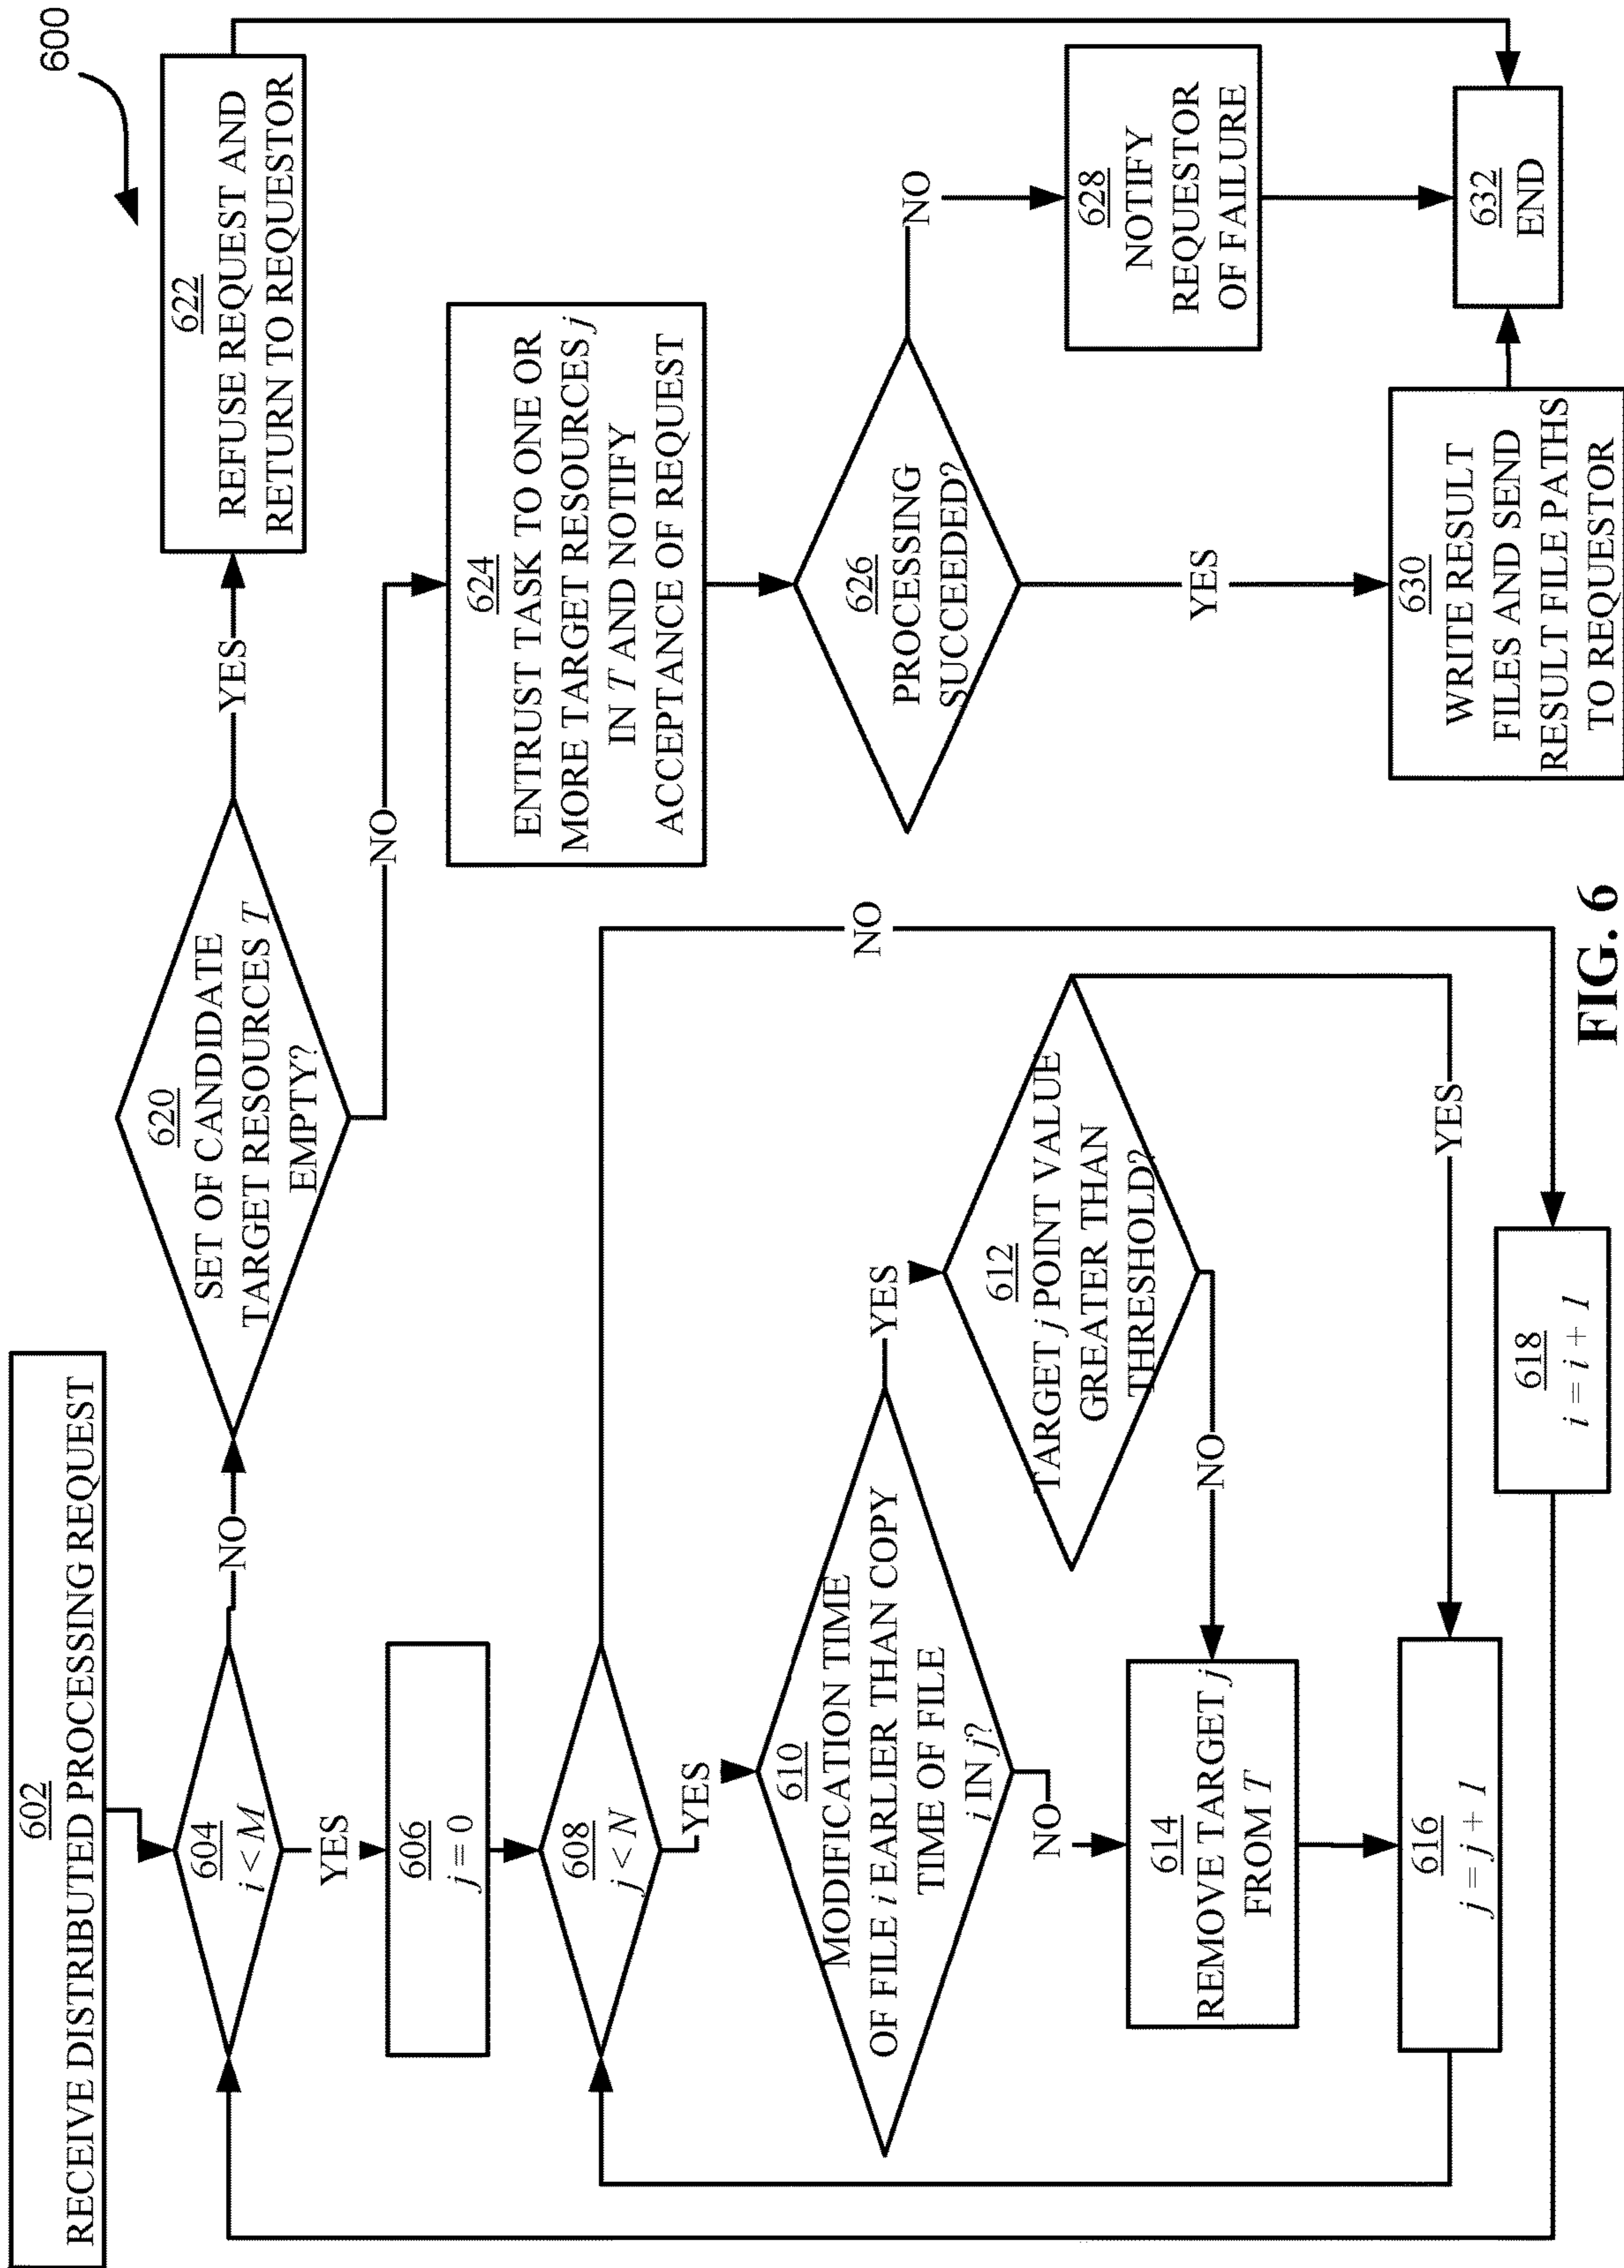 600
602
RECEIVE DISTRIBUTED PROCESSING REQUEST
604
i < M
NO
YES
606
j = 0
608
j < N
NO
YES
610
MODIFICATION TIME
OF FILE i EARLIER THAN COPY
TIME OF FILE
i IN j?
YES
NO
612
TARGET j POINT VALUE
GREATER THAN
THRESHOLD?
NO
YES
614
REMOVE TARGET j
FROM T
616
j = j + 1
618
i = i + 1
620
SET OF CANDIDATE
TARGET RESOURCES T
EMPTY?
YES
NO
622
REFUSE REQUEST AND
RETURN TO REQUESTOR
624
ENTRUST TASK TO ONE OR
MORE TARGET RESOURCES j
IN T AND NOTIFY
ACCEPTANCE OF REQUEST
626
PROCESSING
SUCCEEDED?
NO
YES
628
NOTIFY
REQUESTOR
OF FAILURE
630
WRITE RESULT
FILES AND SEND
RESULT FILE PATHS
TO REQUESTOR
632
END
FIG. 6